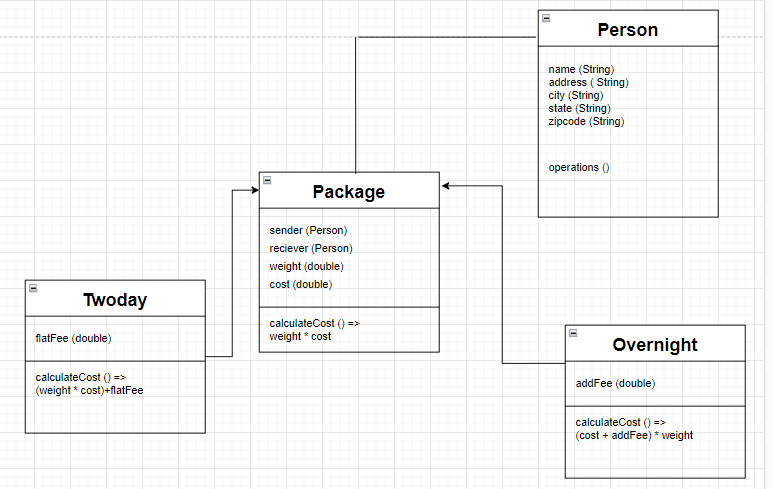 Person
name (String)
address ( String)
city (String)
state (String)
zipcode (String)
operations ()
Package
sender (Person)
reciever (Person)
weight (double)
cost (double)
calculateCost () =>
weight * cost
Twoday
flatFee (double)
calculateCost () =>
(weight * cost)+flatFee
Overnight
addFee (double)
calculateCost () =>
(cost + addFee) * weight